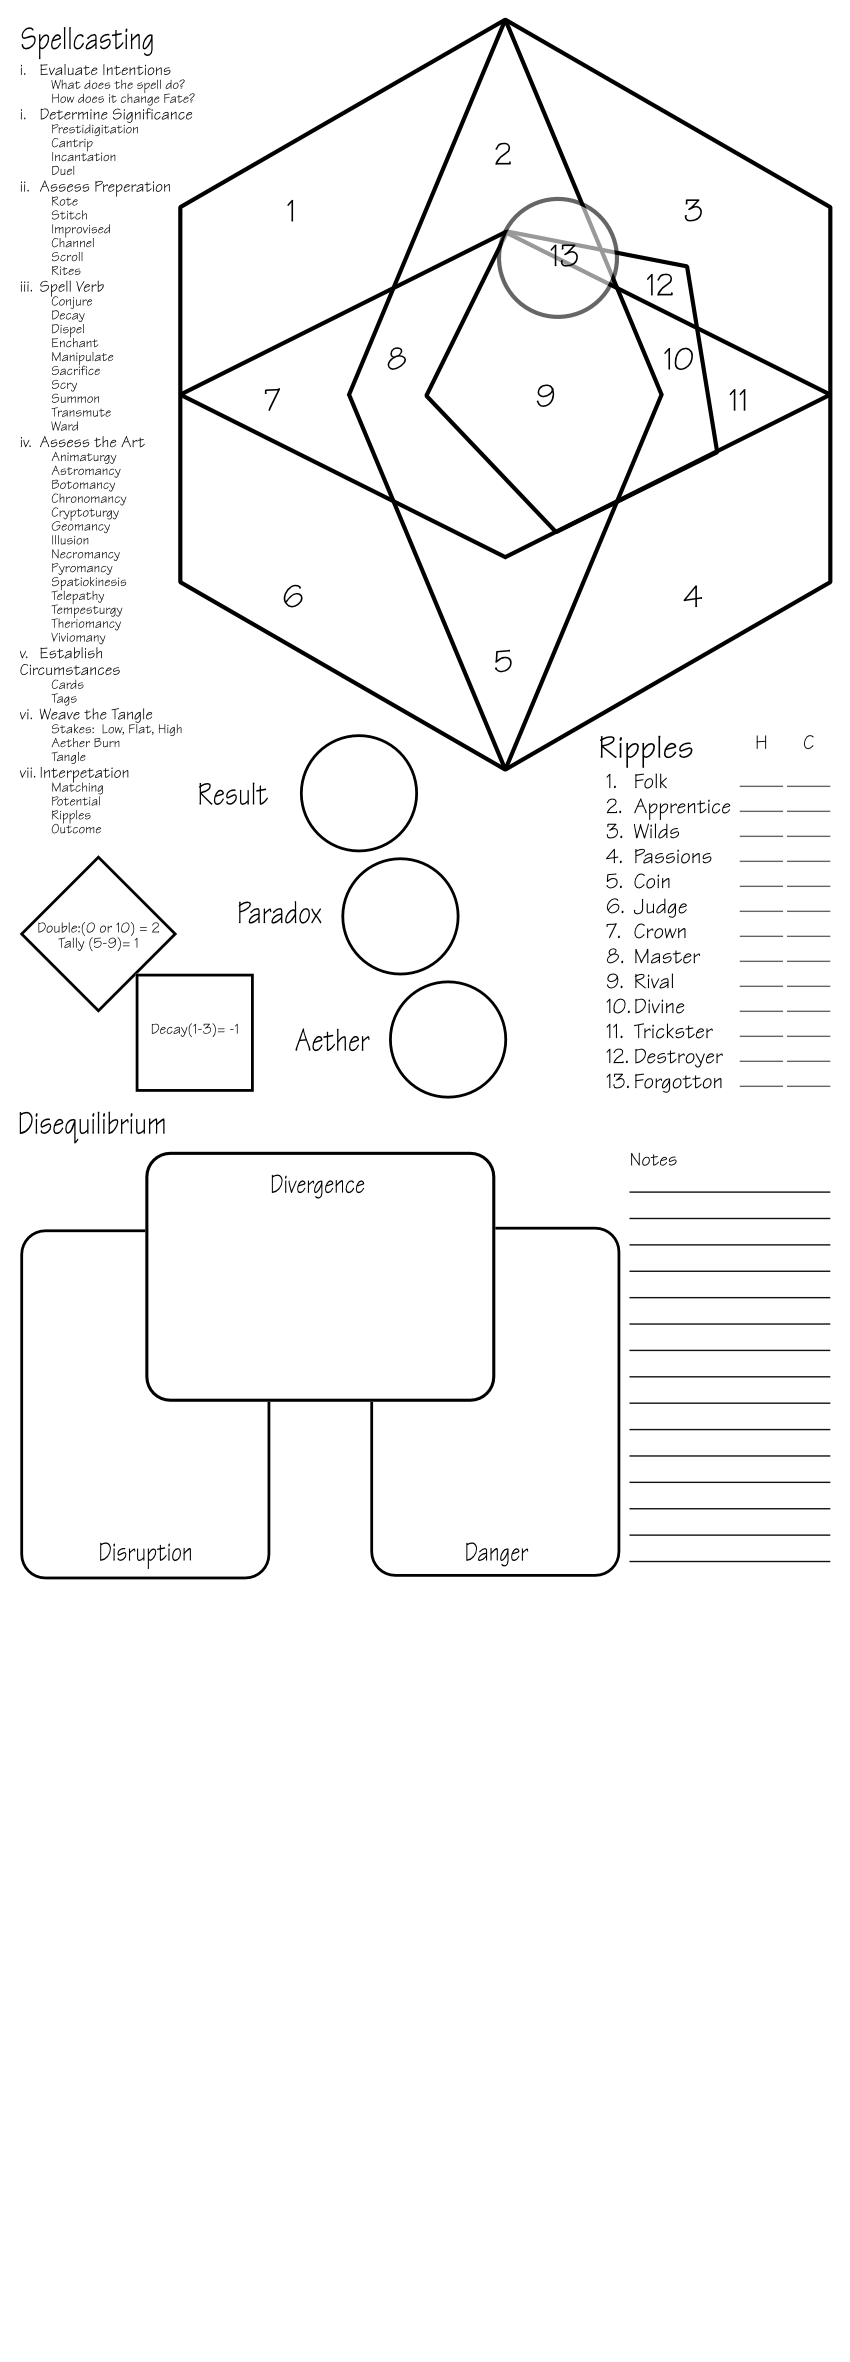 Spellcasting
i. Evaluate Intentions
What does the spell do?
How does it change Fate?
i. Determine Significance
Prestidigitation
Cantrip
Incantation
Duel
ii. Assess Preperation
Rote
Stitch
Improvised
Channel
Scroll
Rites
iii. Spell Verb
Conjure
Decay
Dispel
Enchant
Manipulate
Sacrifice
Scry
Summon
Transmute
Ward
iv. Assess the Art
Animaturgy
Astromancy
Botomancy
Chronomancy
Cryptoturgy
Geomancy
Illusion
Necromancy
Pyromancy
Spatiokinesis
Telepathy
Tempesturgy
Theriomancy
Viviomany
v. Establish
Circumstances
Cards
Tags
vi. Weave the Tangle
Stakes: Low, Flat, High
Aether Burn
Tangle
vii. Interpetation
Matching
Potential
Ripples
Outcome
2
1
3
13
12
8
10
7
9
11
6
4
5
Result
Paradox
Aether
Double:(0 or 10) = 2
Tally (5-9)= 1
Decay(1-3)= -1
Ripples H C
1. Folk
2. Apprentice
3. Wilds
4. Passions
5. Coin
6. Judge
7. Crown
8. Master
9. Rival
10. Divine
11. Trickster
12. Destroyer
13. Forgotton
Disequilibrium
Divergence
Disruption
Danger
Notes